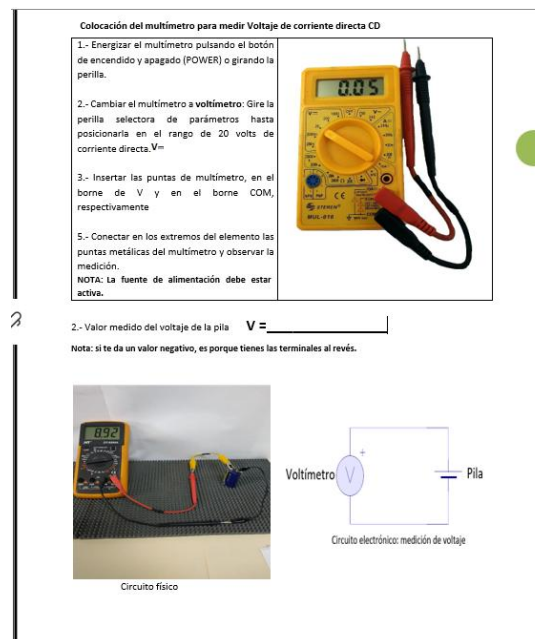 Colocación del multímetro para medir Voltaje de corriente directa CD
1.- Energizar el multímetro pulsando el botón
de encendido y apagado (POWER) o girando la
perilla.
2.- Cambiar el multímetro a voltímetro: Gire la
perilla selectora de parámetros hasta
posicionarla en el rango de 20 volts de
corriente directa.V=
3.- Insertar las puntas de multímetro, en el
borne de V y en el borne COM,
respectivamente
5.- Conectar en los extremos del elemento las
puntas metálicas del multímetro y observar la
medición.
NOTA: La fuente de alimentación debe estar
activa.
0.05
STEREN
MUL-016
2.- Valor medido del voltaje de la pila V =_______________
Nota: si te da un valor negativo, es porque tienes las terminales al revés.
8.92
Circuito físico
Voltímetro
V
+
Pila
Circuito electrónico: medición de voltaje